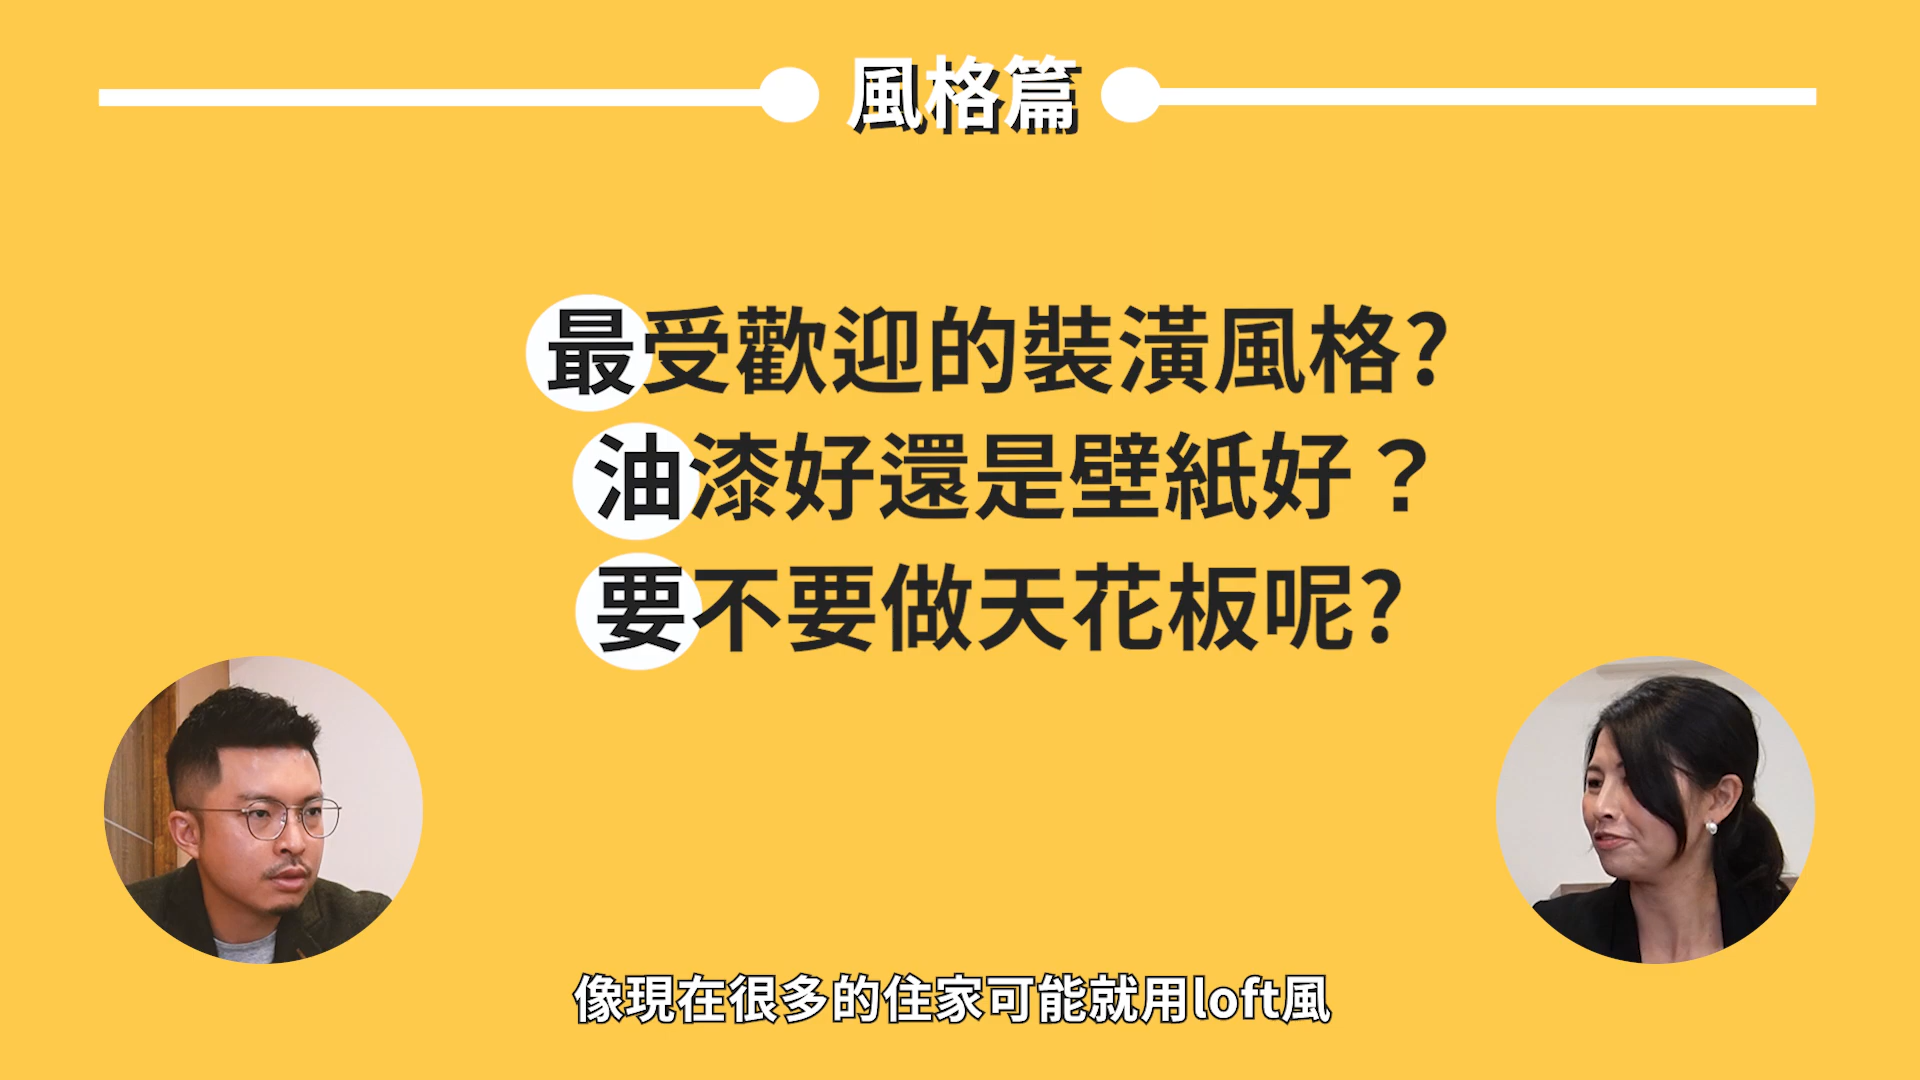 風格篇
最受歡迎的裝潢風格?
油漆好還是壁紙好？
要不要做天花板呢?
像現在很多的住家可能就用loft風